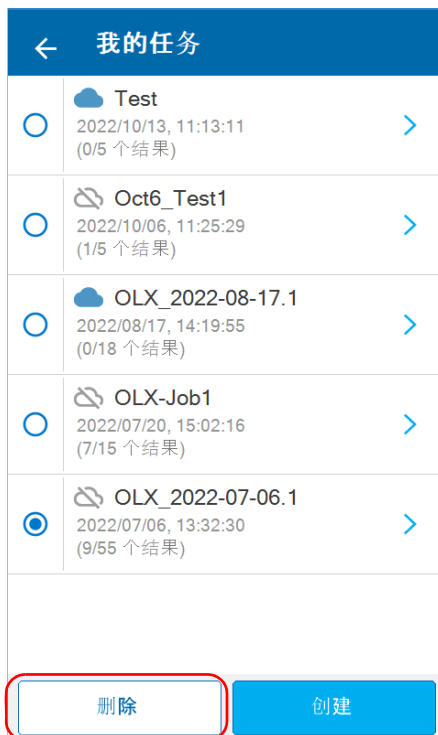 我的任务
Test
2022/10/13, 11:13:11
(0/5 个结果)
Oct6_Test1
2022/10/06, 11:25:29
(1/5 个结果)
OLX_2022-08-17.1
2022/08/17, 14:19:55
(0/18 个结果)
OLX-Job1
2022/07/20, 15:02:16
(7/15 个结果)
OLX_2022-07-06.1
2022/07/06, 13:32:30
(9/55 个结果)
删除 创建